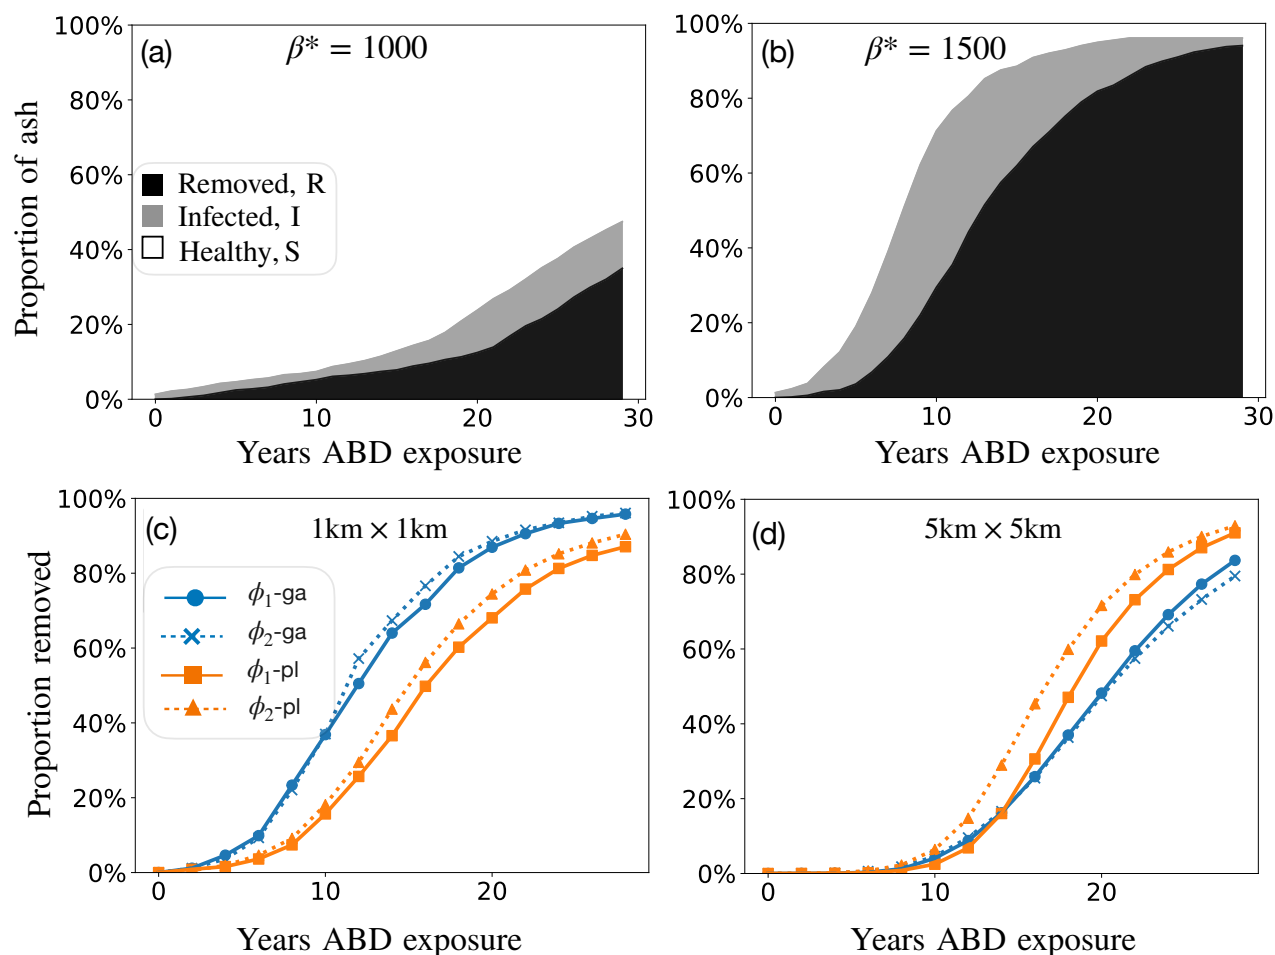 (a)
β* = 1000
100%
80%
60%
40%
20%
0%
Proportion of ash
Removed, R
Infected, I
Healthy, S
0 10 20 30
Years ABD exposure
(b)
β* = 1500
100%
80%
60%
40%
20%
0%
0 10 20 30
Years ABD exposure
(c)
1km × 1km
100%
80%
60%
40%
20%
0%
Proportion removed
ϕ₁-ga
ϕ₂-ga
ϕ₁-pl
ϕ₂-pl
0 10 20
Years ABD exposure
(d)
5km × 5km
100%
80%
60%
40%
20%
0%
0 10 20
Years ABD exposure